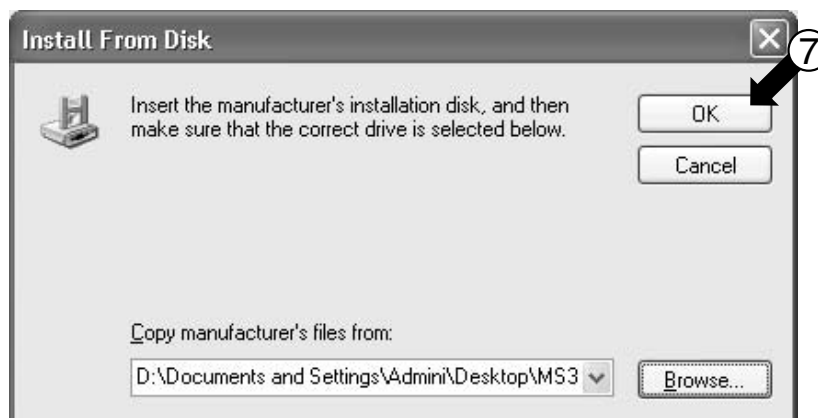 Install From Disk
⑦
Insert the manufacturer's installation disk, and then
make sure that the correct drive is selected below.
OK
Cancel
Copy manufacturer's files from:
D:\Documents and Settings\Admini\Desktop\MS3
Browse...